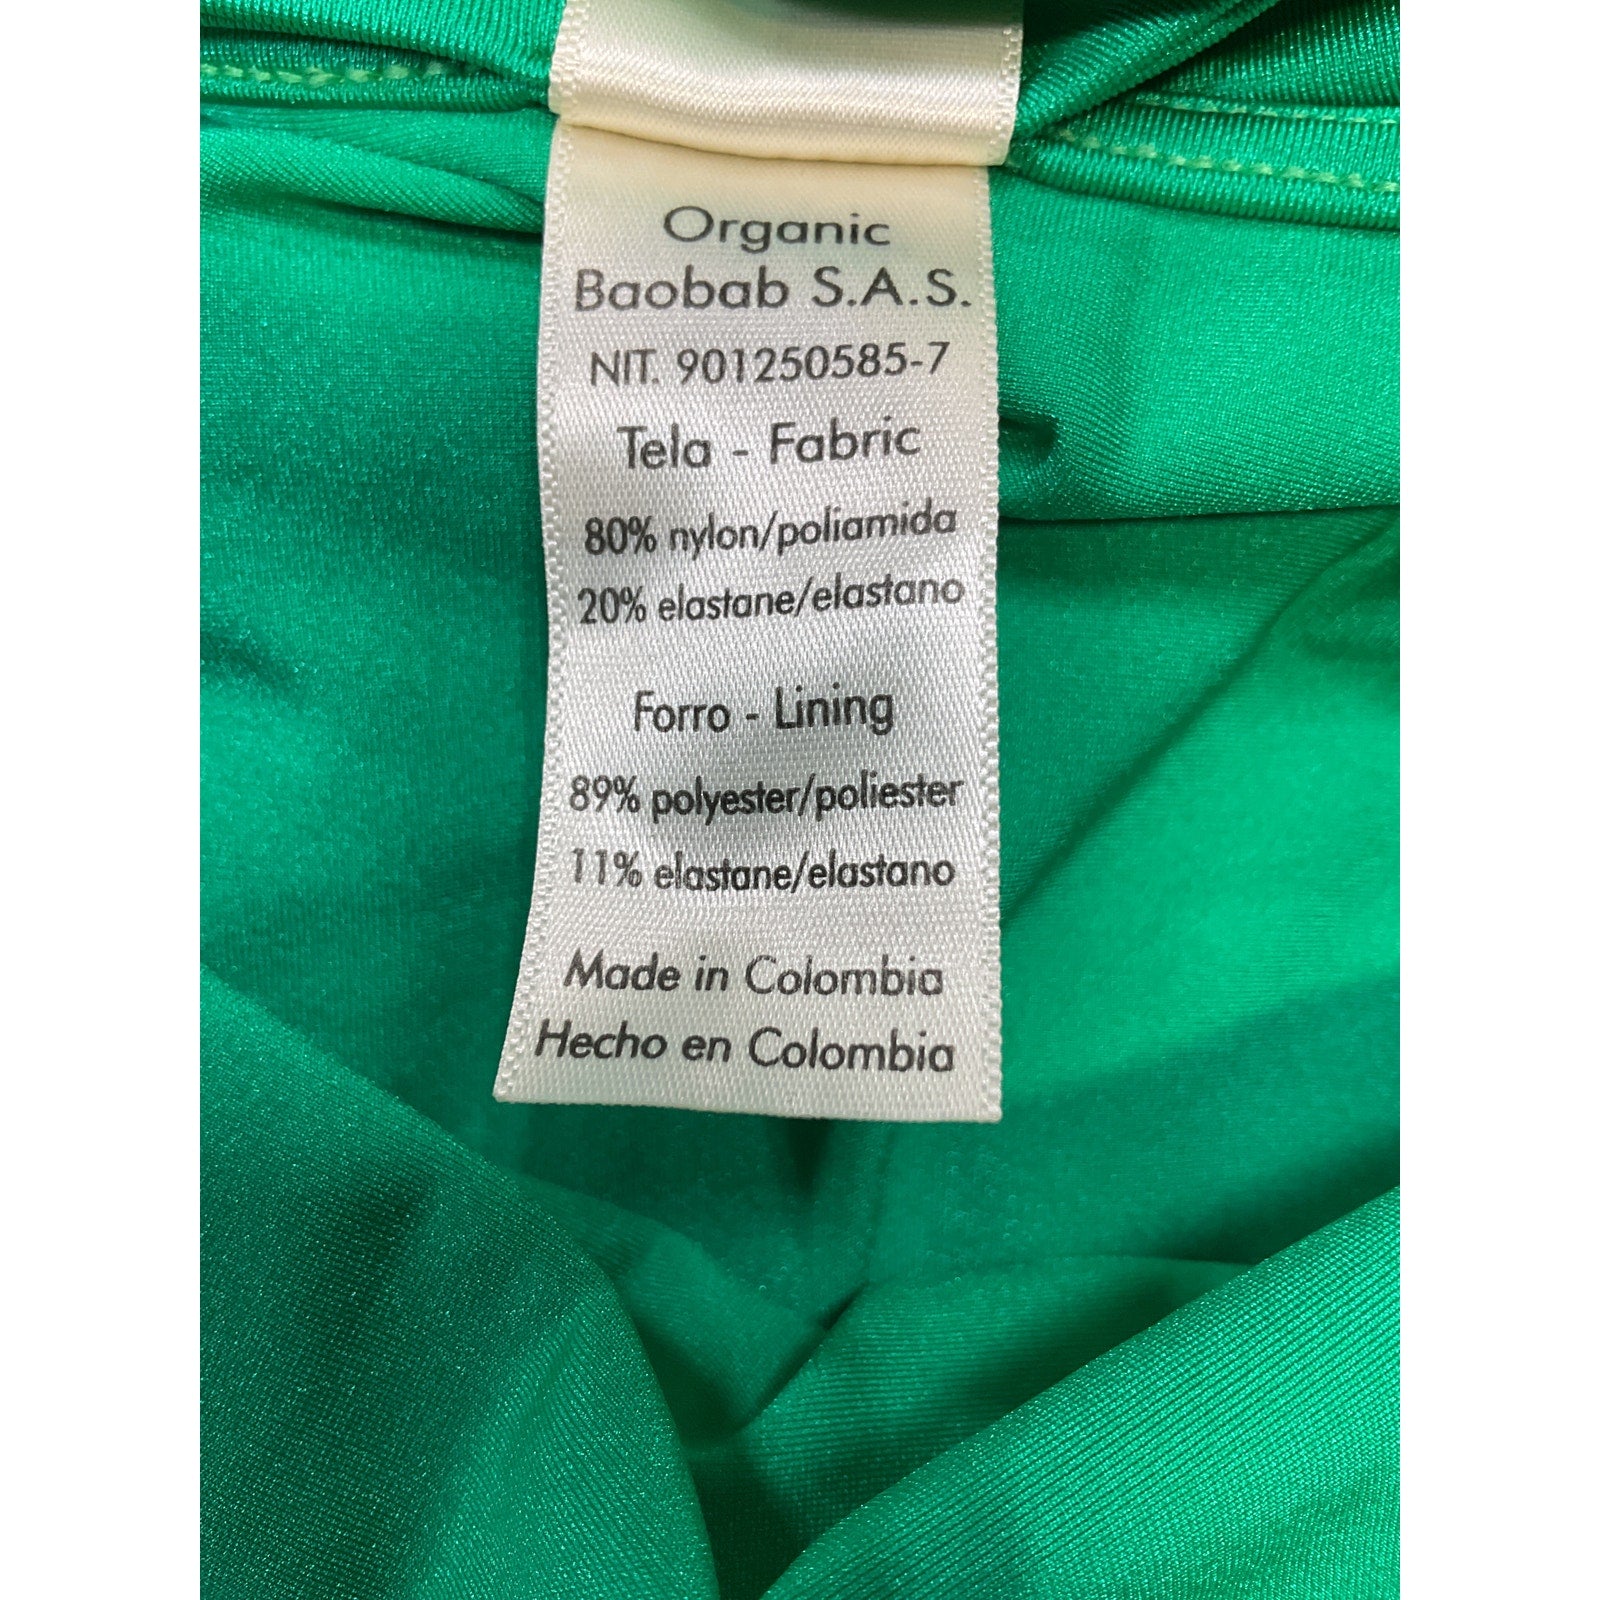 Organic
Baobab S.A.S.
NIT. 901250585-7
Tela - Fabric
80% nylon/poliamida
20% elastane/elastano
Forro - Lining
89% polyester/poliester
11% elastane/elastano
Made in Colombia
Hecho en Colombia